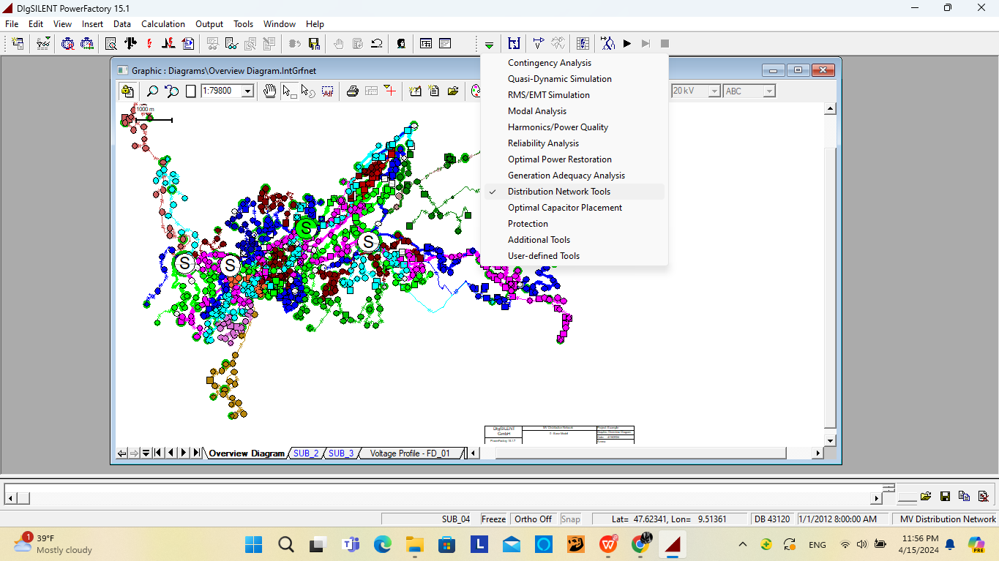 DIgSILENT PowerFactory 15.1
File Edit View Insert Data Calculation Output Tools Window Help
Graphic : Diagrams\Overview Diagram.IntGrfnet
1:79800
20 kV
ABC
1000 m
Contingency Analysis
Quasi-Dynamic Simulation
RMS/EMT Simulation
Modal Analysis
Harmonics/Power Quality
Reliability Analysis
Optimal Power Restoration
Generation Adequacy Analysis
Distribution Network Tools
Optimal Capacitor Placement
Protection
Additional Tools
User-defined Tools
S
S
S
S
DIgSILENT
GmbH
PowerFactory 15.1.7
MV Distribution Network
0 - Base Model
Project: Example
Graphic: Overview Diagram
Date: 4/15/2024
Annex:
Overview Diagram SUB_2 SUB_3 Voltage Profile - FD_01
SUB_04 Freeze Ortho Off Snap Lat= 47.62341, Lon= 9.51361 DB 43120 1/1/2012 8:00:00 AM MV Distribution Network
1
39°F
Mostly cloudy
L
PRE
ENG
11:56 PM
4/15/2024